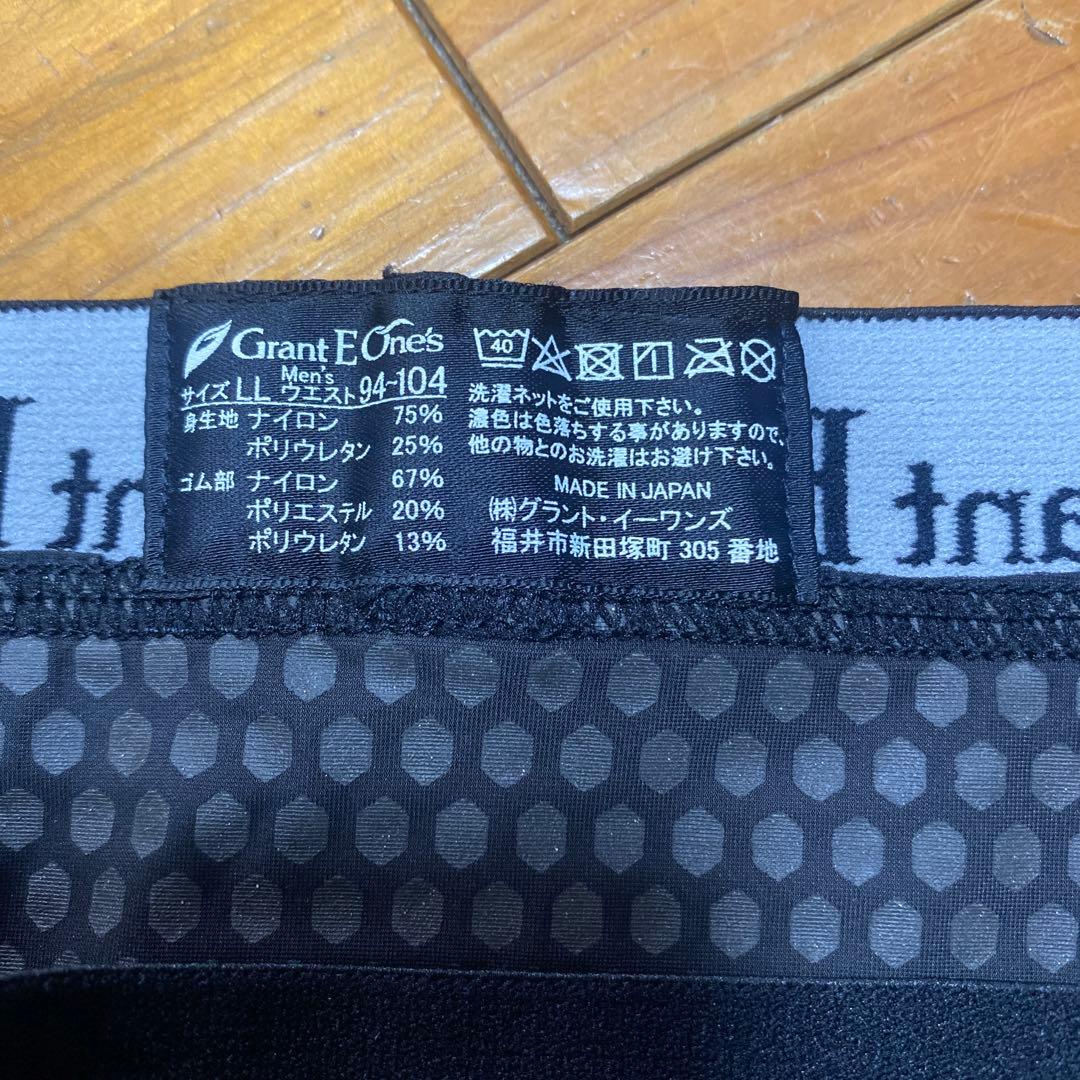 Grant E One's
Men's
サイズ LL ウエスト 94~104
身生地 ナイロン 75%
ポリウレタン 25%
ゴム部 ナイロン 67%
ポリエステル 20%
ポリウレタン 13%
40
洗濯ネットをご使用下さい。
濃色は色落ちする事がありますので、
他の物とのお洗濯はお避け下さい。
MADE IN JAPAN
㈱グラント・イーワンズ
福井市新田塚町 305 番地